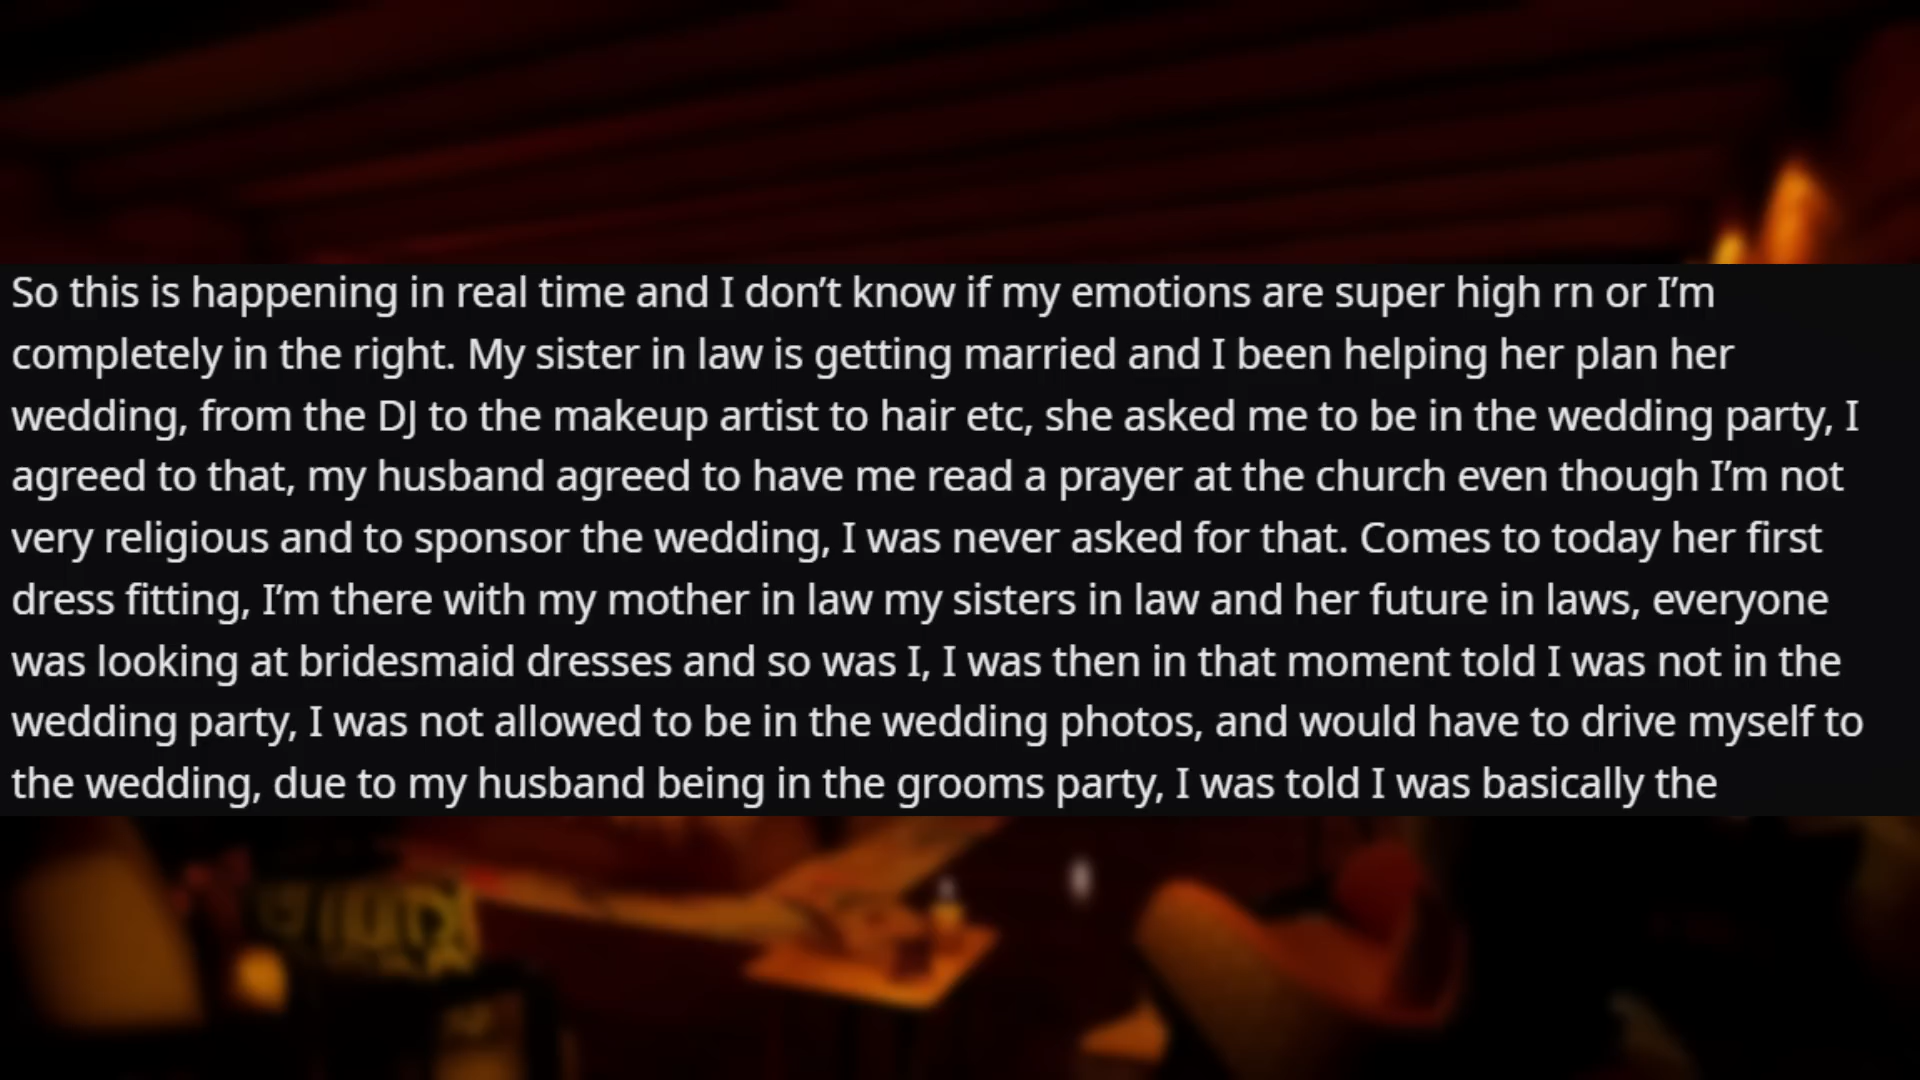 So this is happening in real time and I don’t know if my emotions are super high rn or I’m
completely in the right. My sister in law is getting married and I been helping her plan her
wedding, from the DJ to the makeup artist to hair etc, she asked me to be in the wedding party, I
agreed to that, my husband agreed to have me read a prayer at the church even though I’m not
very religious and to sponsor the wedding, I was never asked for that. Comes to today her first
dress fitting, I’m there with my mother in law my sisters in law and her future in laws, everyone
was looking at bridesmaid dresses and so was I, I was then in that moment told I was not in the
wedding party, I was not allowed to be in the wedding photos, and would have to drive myself to
the wedding, due to my husband being in the grooms party, I was told I was basically the